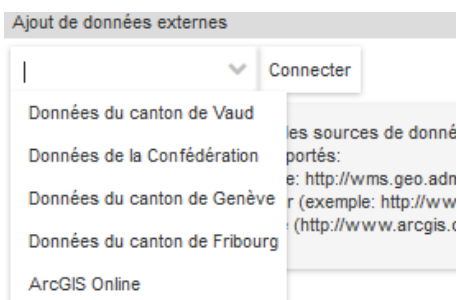 Ajout de données externes
Connecter
Données du canton de Vaud
Données de la Confédération
Données du canton de Genève
Données du canton de Fribourg
ArcGIS Online
les sources de donné
portés:
e: http://wms.geo.adn
r (exemple: http://ww
(http://www.arcgis.c